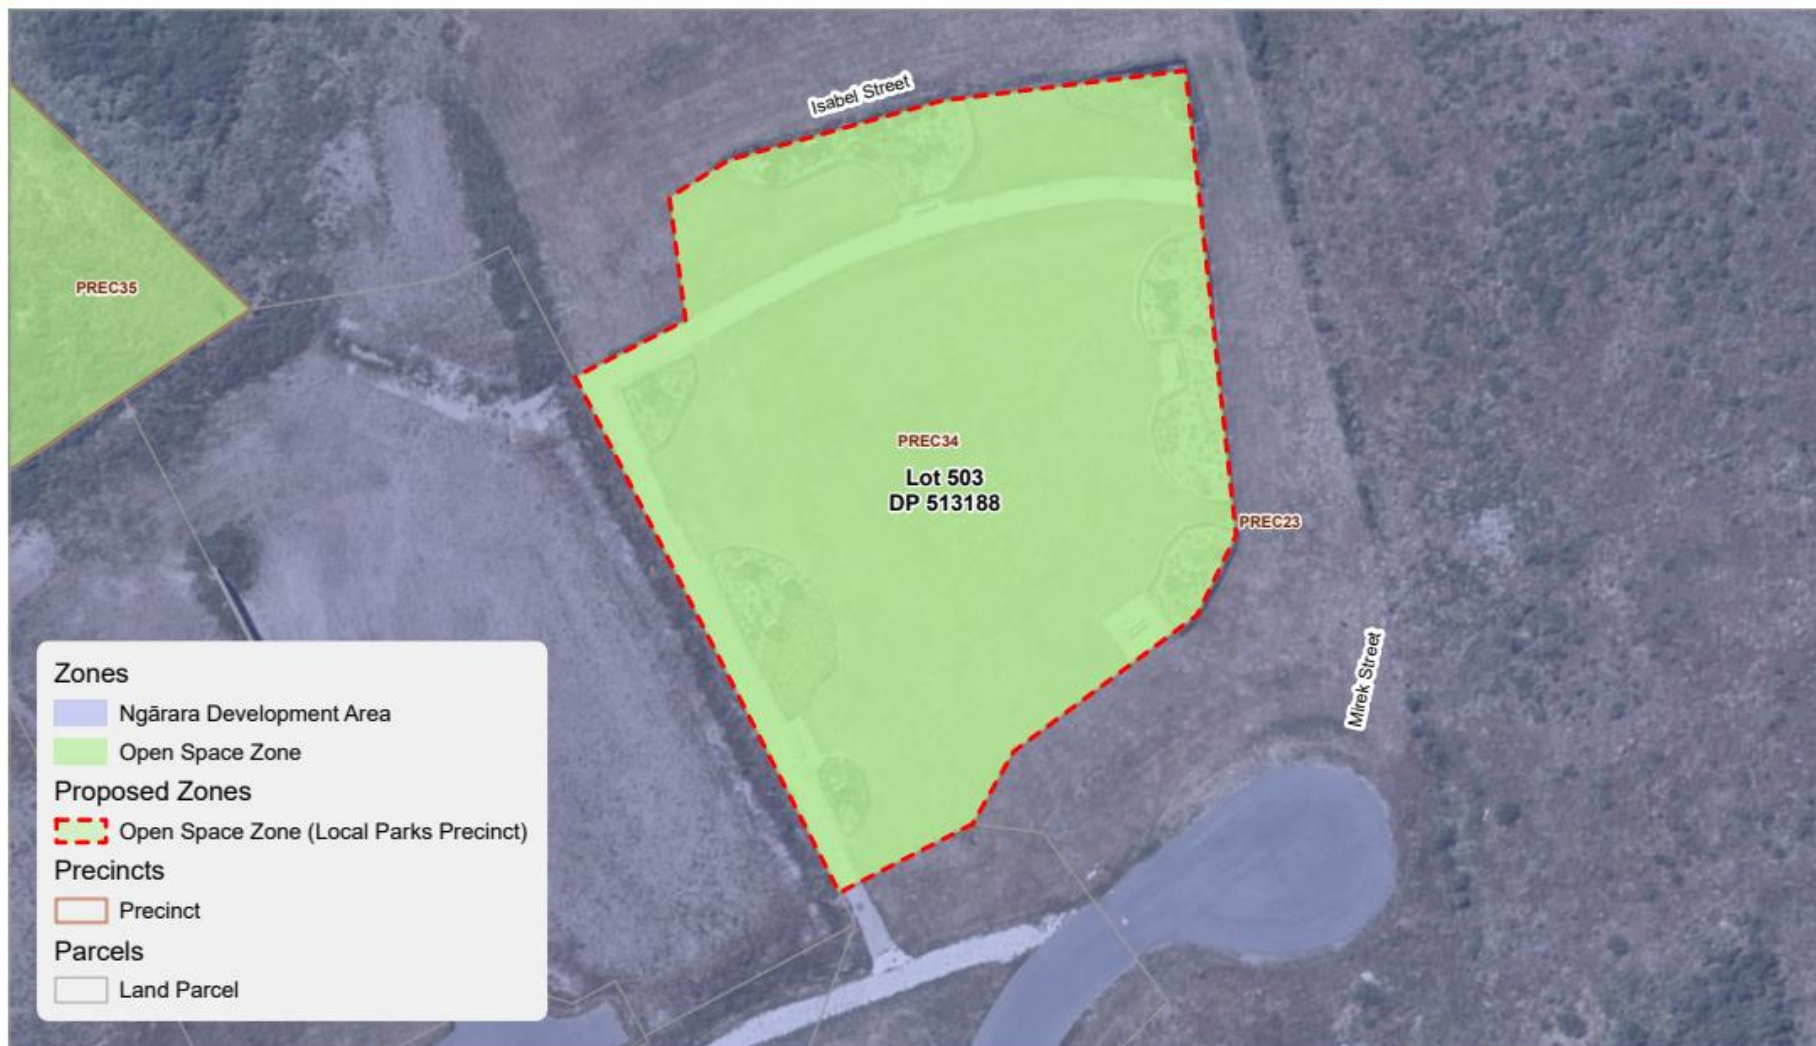 Isabel Street
PREC35
PREC34
Lot 503
DP 513188
PREC23
Mirek Street
Zones
Ngārara Development Area
Open Space Zone
Proposed Zones
Open Space Zone (Local Parks Precinct)
Precincts
Precinct
Parcels
Land Parcel